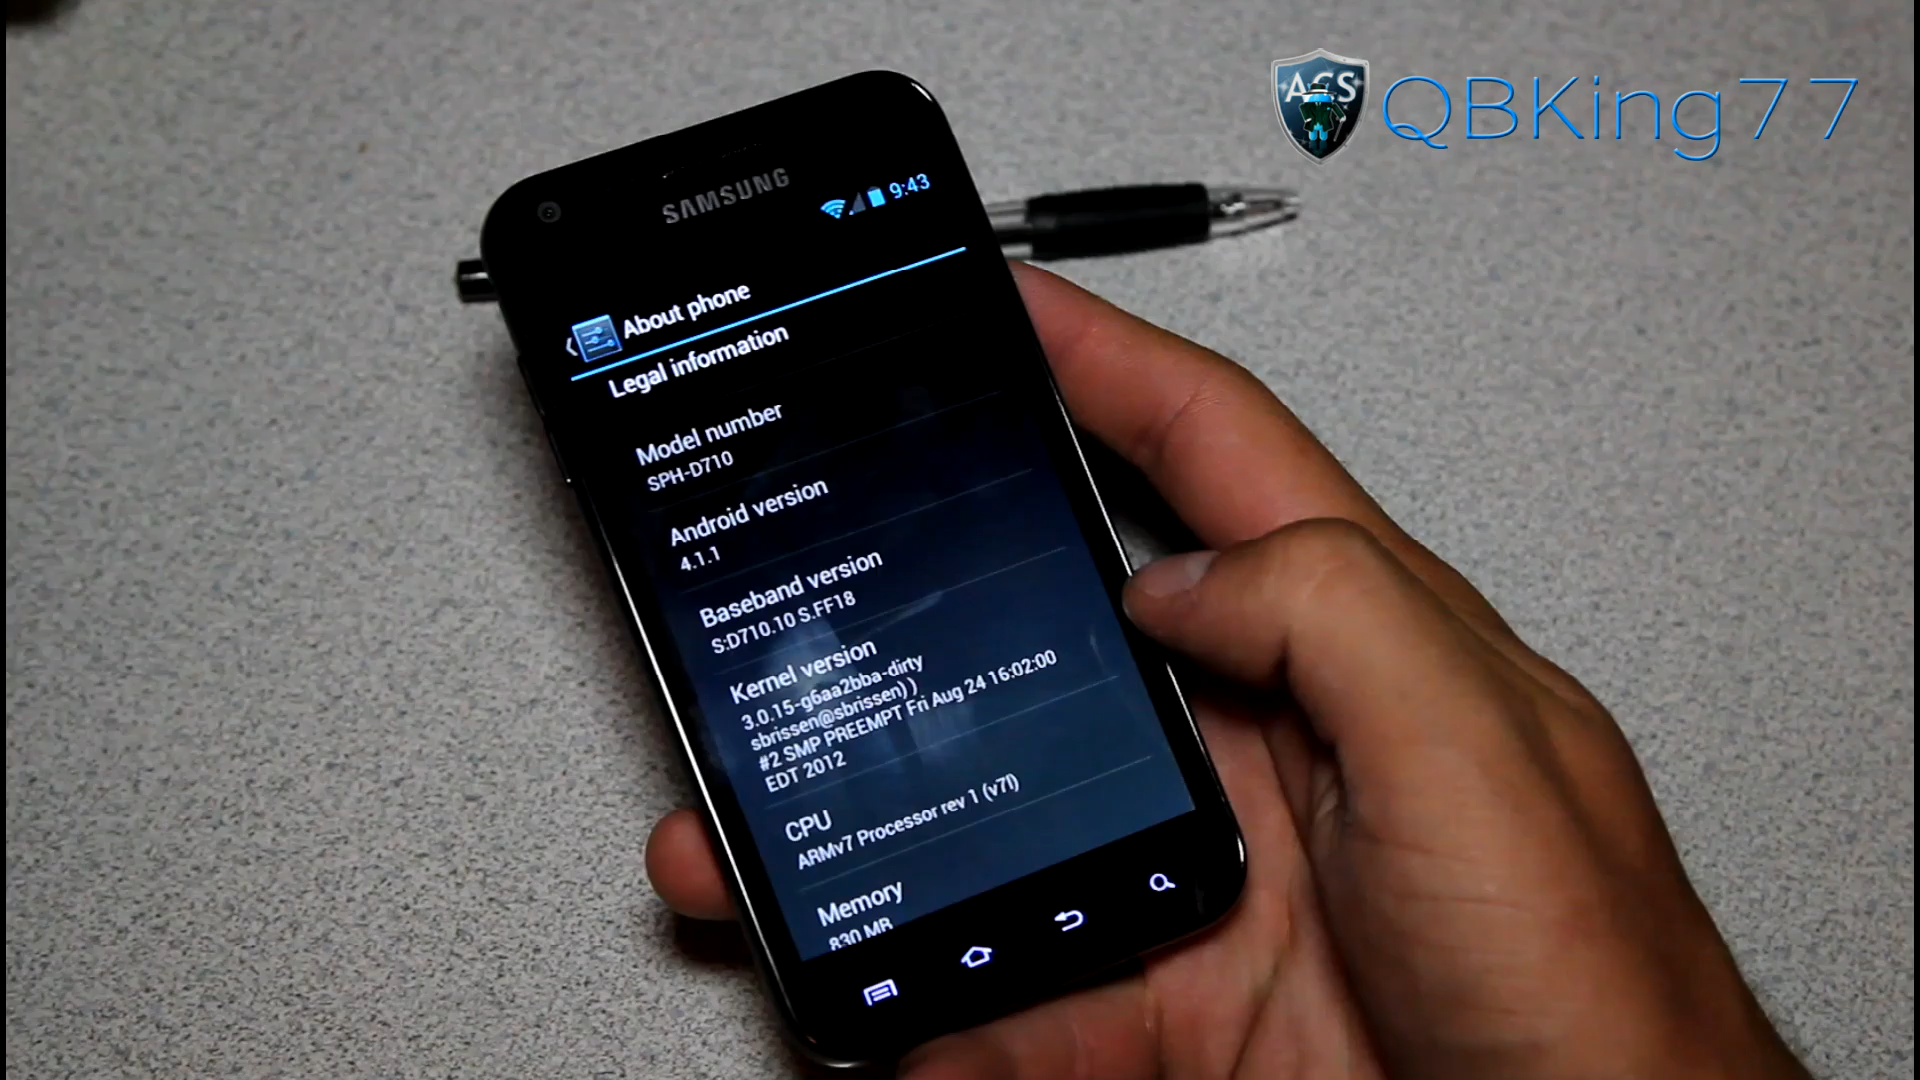 ACS QBKing77
SAMSUNG
9:43
About phone
Legal information
Model number
SPH-D710
Android version
4.1.1
Baseband version
S:D710.10 S.FF18
Kernel version
3.0.15-g6aa2bba-dirty
sbrissen@sbrissen))
#2 SMP PREEMPT Fri Aug 24 16:02:00
EDT 2012
CPU
ARMv7 Processor rev 1 (v7l)
Memory
830 MB